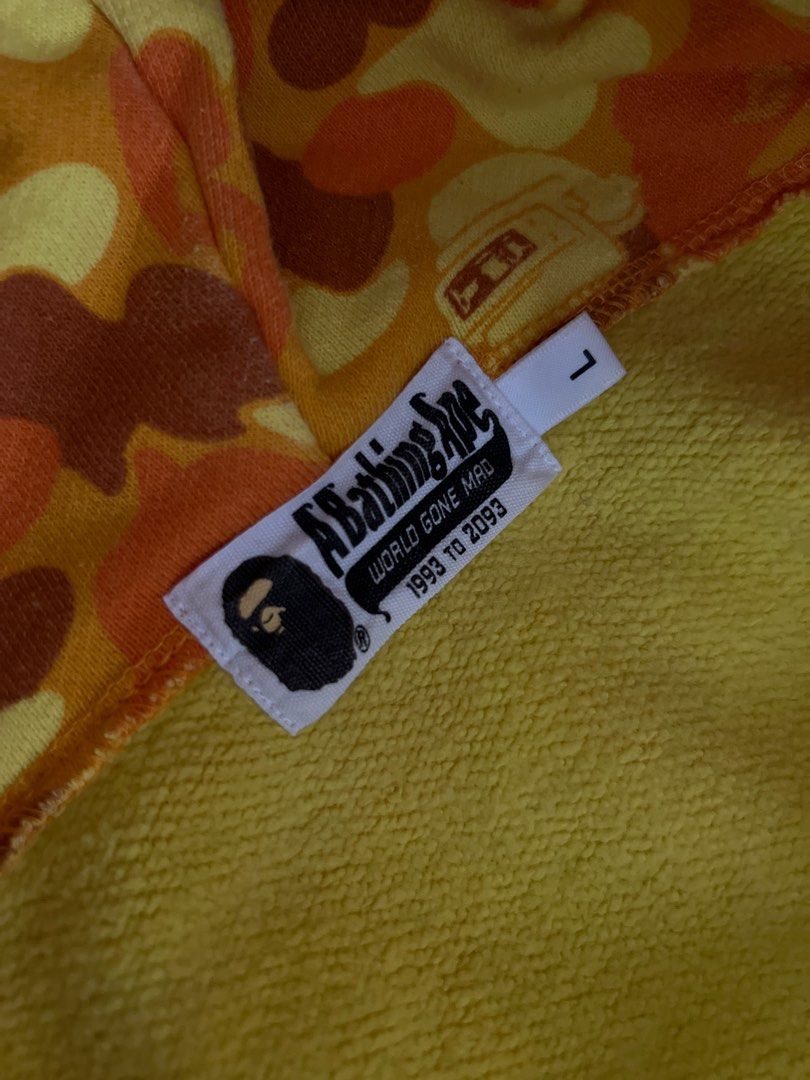 A Bathing Ape
WORLD GONE MAD
1993 TO 2093
®
L